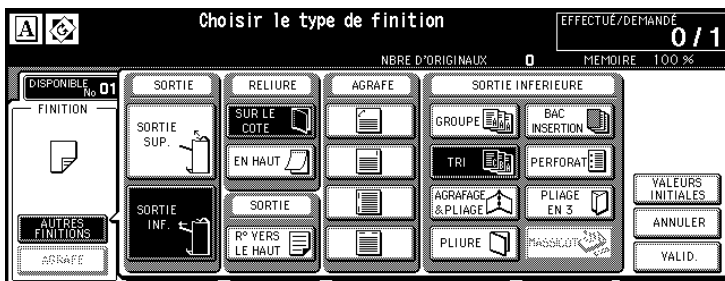 A
Choisir le type de finition
EFFECTUÉ/DEMANDÉ
0 / 1
NBRE D'ORIGINAUX 0 MEMOIRE 100 %
DISPONIBLE No 01
FINITION
AUTRES
FINITIONS
AGRAFE
SORTIE
SORTIE
SUP.
SORTIE
INF.
RELIURE
SUR LE
COTE
EN HAUT
SORTIE
Rº VERS
LE HAUT
AGRAFE
SORTIE INFERIEURE
GROUPE
BAC
INSERTION
TRI
PERFORAT
AGRAFAGE
&PLIAGE
PLIAGE
EN 3
PLIURE
MASSICOT
VALEURS
INITIALES
ANNULER
VALID.